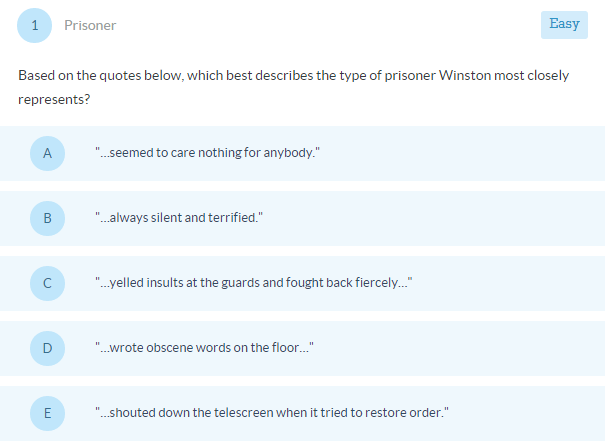 1 Prisoner Easy
Based on the quotes below, which best describes the type of prisoner Winston most closely
represents?
A "...seemed to care nothing for anybody."
B "...always silent and terrified."
C "...yelled insults at the guards and fought back fiercely..."
D "...wrote obscene words on the floor..."
E "...shouted down the telescreen when it tried to restore order."